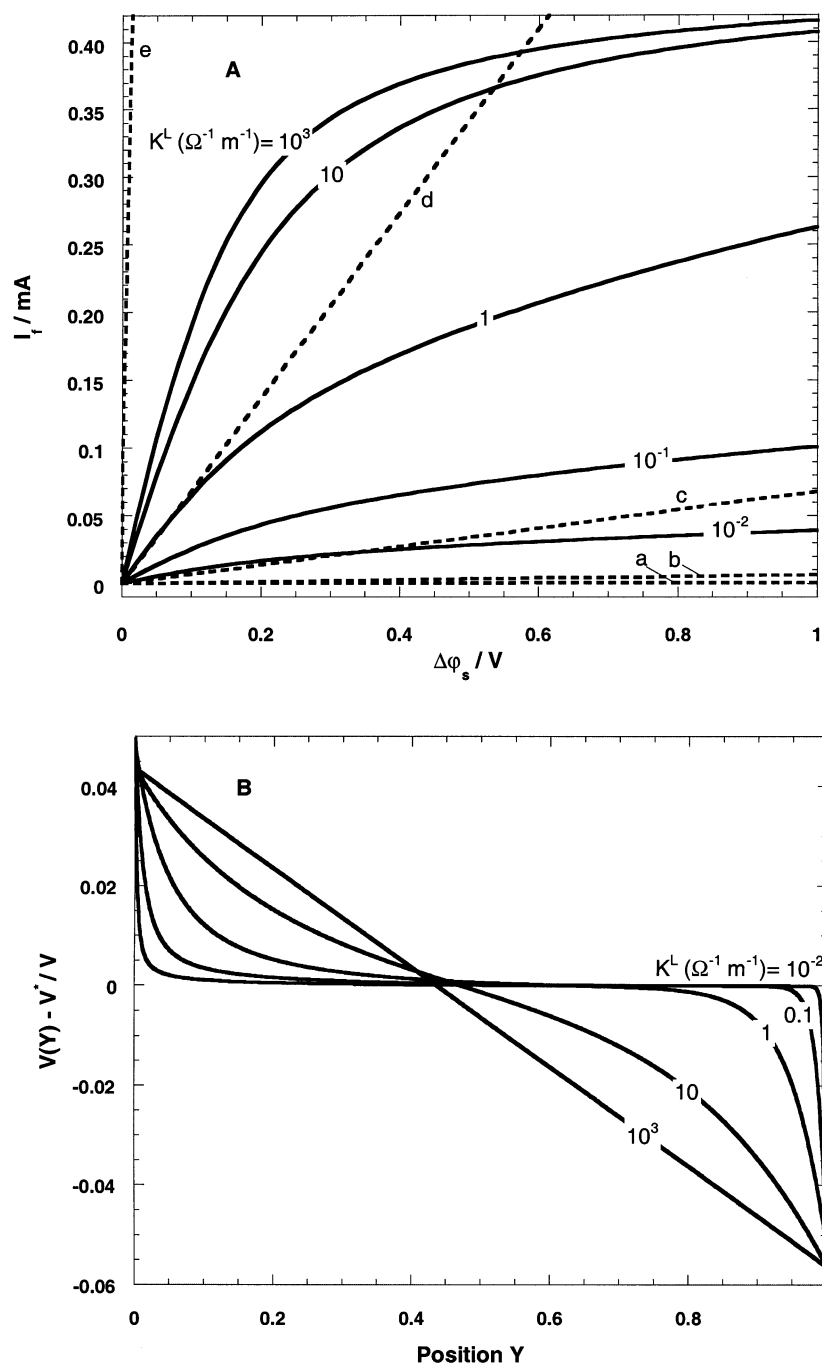 A
e
K^L (Ω^-1 m^-1)= 10^3
10
d
1
10^-1
c
10^-2
a b
0.40
0.35
0.30
0.25
0.20
0.15
0.1
0.05
0
I_f / mA
0 0.2 0.4 0.6 0.8 1
Δφ_s / V
B
0.04
0.02
0
-0.02
-0.04
-0.06
V(Y) - V^* / V
K^L (Ω^-1 m^-1)= 10^-2
0.1
1
10
10^3
0 0.2 0.4 0.6 0.8
Position Y